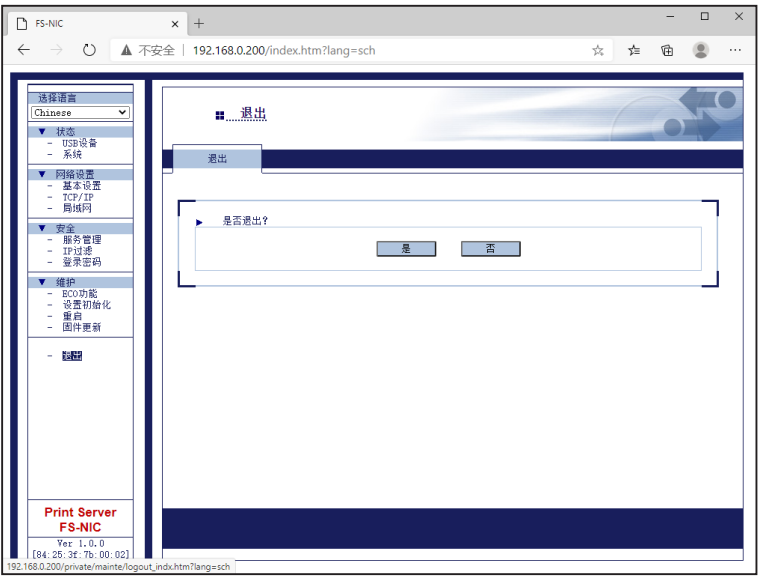 FS-NIC
不安全
192.168.0.200/index.htm?lang=sch
选择语言
Chinese
▼ 状态
- USB设备
- 系统
▼ 网络设置
- 基本设置
- TCP/IP
- 局域网
▼ 安全
- 服务管理
- IP过滤
- 登录密码
▼ 维护
- ECO功能
- 设置初始化
- 重启
- 固件更新
- 退出
Print Server
FS-NIC
Ver 1.0.0
[84:25:3f:7b:00:02]
退出
退出
是否退出?
是 否
192.168.0.200/private/mainte/logout_indx.htm?lang=sch